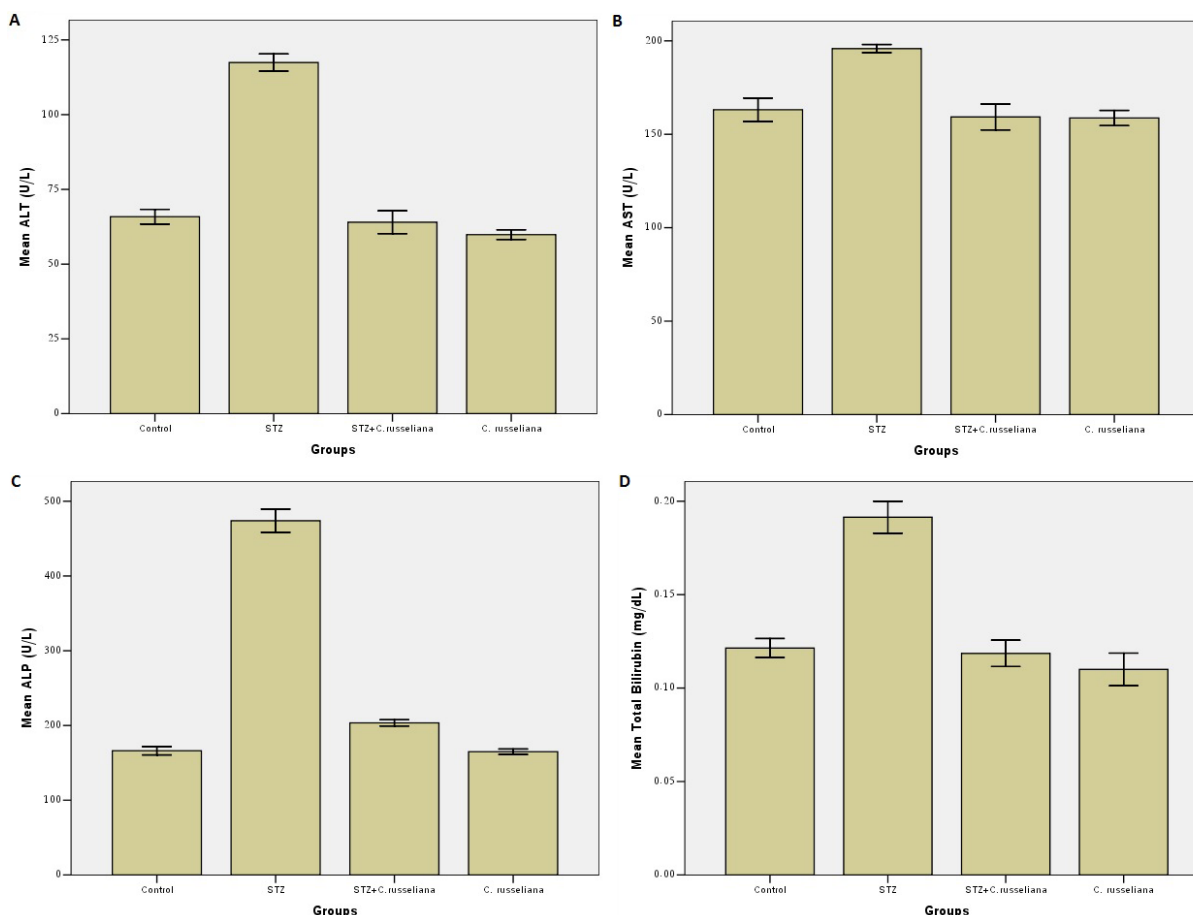 A
Mean ALT (U/L)
125
100
75
50
25
0
Control
STZ
STZ+C.russeliana
C. russeliana
Groups
B
Mean AST (U/L)
200
150
100
50
0
Control
STZ
STZ+C.russeliana
C. russeliana
Groups
C
Mean ALP (U/L)
500
400
300
200
100
0
Control
STZ
STZ+C.russeliana
C. russeliana
Groups
D
Mean Total Bilirubin (mg/dL)
0.20
0.15
0.10
0.05
0.00
Control
STZ
STZ+C.russeliana
C. russeliana
Groups